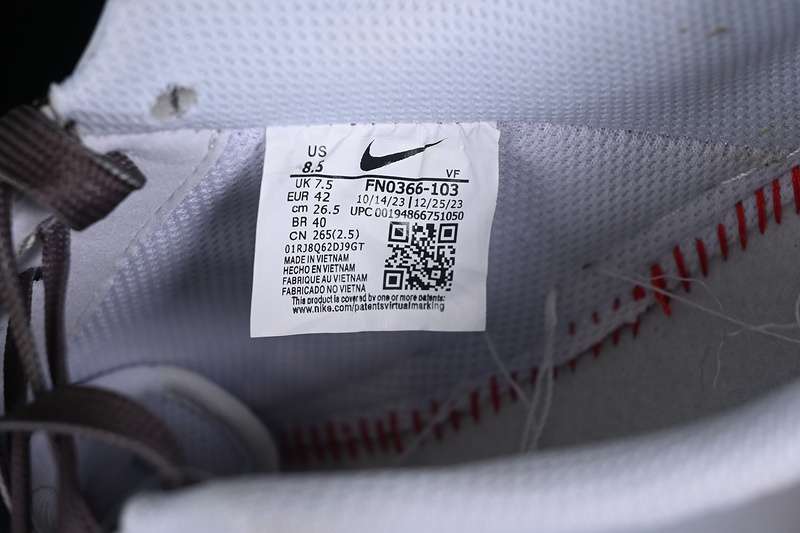 US
8.5
VF
UK 7.5
FN0366-103
EUR 42
10/14/23 | 12/25/23
cm 26.5
UPC 00194866751050
BR 40
CN 265(2.5)
01RJ8Q62DJ9GT
MADE IN VIETNAM
HECHO EN VIETNAM
FABRIQUE AU VIETNAM
FABRICADO NO VIETNA
This product is covered by one or more patents:
www.nike.com/patentsvirtualmarking